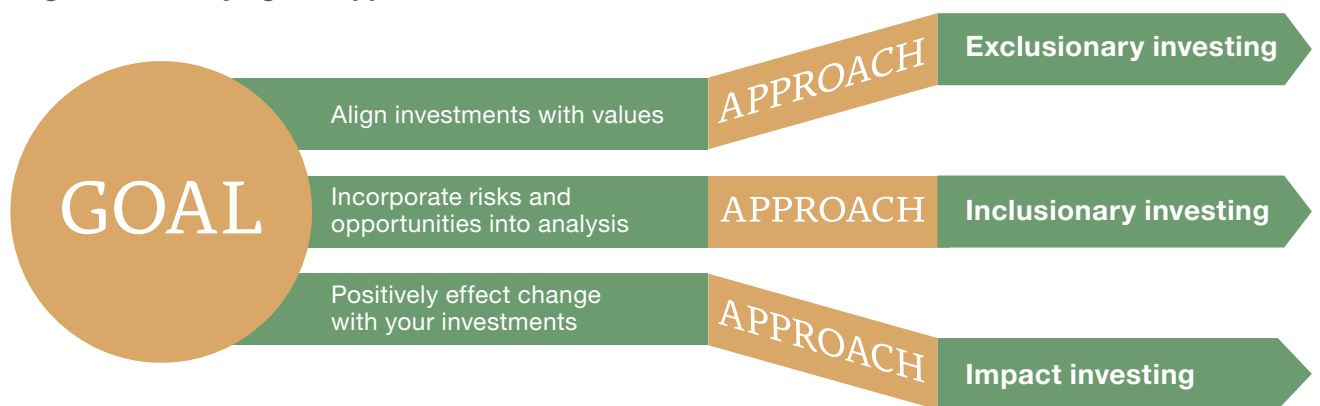 GOAL
Align investments with values
APPROACH
Exclusionary investing
Incorporate risks and
opportunities into analysis
APPROACH
Inclusionary investing
Positively effect change
with your investments
APPROACH
Impact investing